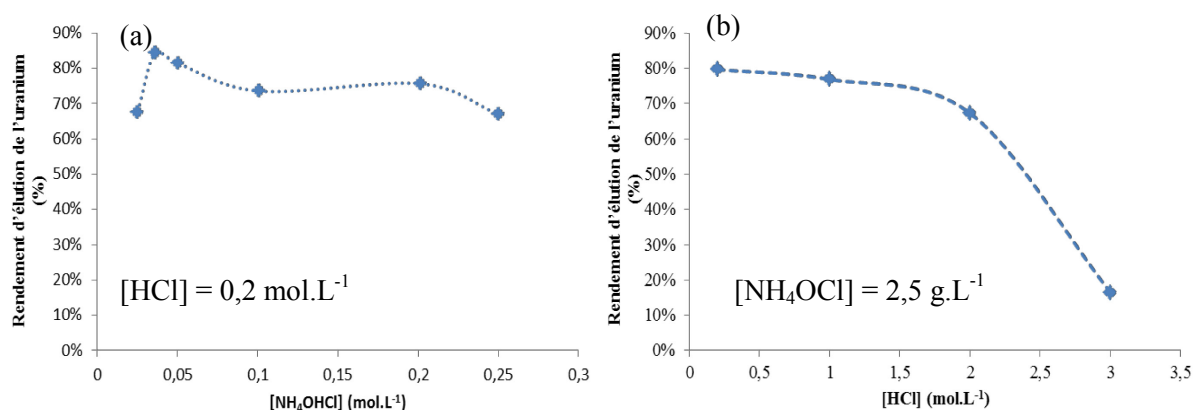 (a)
Rendement d'élution de l'uranium
(%)
90%
80%
70%
60%
50%
40%
30%
20%
10%
0%
[HCl] = 0,2 mol.L⁻¹
0 0,05 0,1 0,15 0,2 0,25 0,3
[NH₄OHCl] (mol.L⁻¹)
(b)
Rendement d'élution de l'uranium
(%)
90%
80%
70%
60%
50%
40%
30%
20%
10%
0%
[NH₄OCl] = 2,5 g.L⁻¹
0 0,5 1 1,5 2 2,5 3 3,5
[HCl] (mol.L⁻¹)